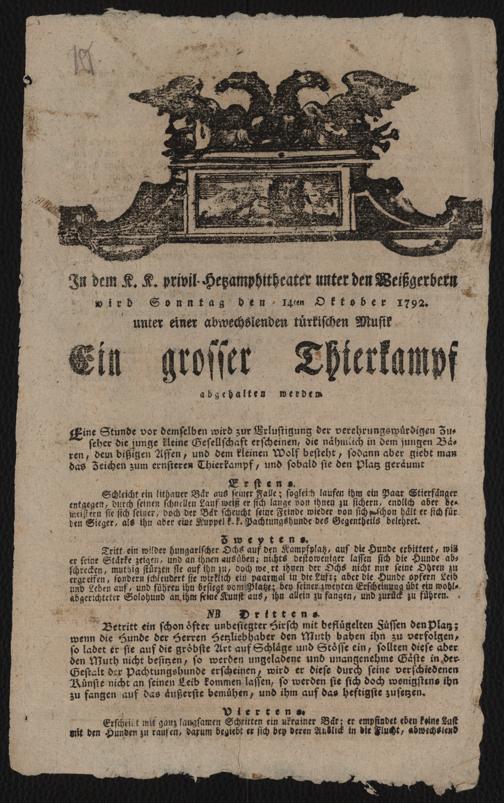 In dem K. K. privil. Hetzamphitheater unter den Weißgerbern
wird Sonntag den 14ten Oktober 1792.
unter einer abwechslenden türkischen Musik
Ein grosser Thierkampf
abgehalten werden.
Eine Stunde vor demselben wird zur Erlustigung der verehrungswürdigen Zu=
seher die junge kleine Gesellschaft erscheinen, die nähmlich in dem jungen Bä=
ren, dem bißigen Affen, und dem kleinen Wolf besteht, sodann aber giebt man
das Zeichen zum ernsteren Thierkampf, und sobald sie den Platz geräumt
Erstens.
Schleicht ein litthauer Bär aus seiner Falle; sogleich laufen ihm ein Paar Stierfänger
entgegen, durch seinen schnellen Lauf weiß er sich lange von ihnen zu sichern, endlich aber be=
meistern sie sich seiner, doch der Bär scheucht seine Feinde wieder von sich, schon hält er sich für
den Sieger, als ihn aber eine Kuppel k. k. Pachtungshunde des Gegentheils belehret.
Zweytens.
Tritt ein wilder hungarischer Ochs auf den Kampfplatz, auf die Hunde erbittert, will
er seine Stärke zeigen, und an ihnen ausüben; nichts destoweniger lassen sich die Hunde ab=
schrecken, muthig stürzen sie auf ihn zu, doch der Ochs nicht nur seine Ohren zu
ergreifen, sondern schleudert sie wirklich ein paarmal in die Luft; aber die Hunde opfern Leib
und Leben auf, und führen ihn besiegt vom Platz; bey seiner zweyten Erscheinung übt ein wohl=
abgerichteter Solohund an ihm seine Kunst aus, ihn allein zu fangen, und zurück zu führen.
NB Drittens.
Betritt ein schon öfter unbesiegter Hirsch mit beflügelten Füssen den Platz;
wenn die Hunde der Herren Hetzliebhaber den Muth haben ihn zu verfolgen,
so ladet er sie auf die gröbste Art auf Schläge und Stösse ein, sollten diese aber
den Muth nicht besitzen, so werden ungeladene und unangenehme Gäste in der
Gestalt der Pachtungshunde erscheinen, wird er diese durch seine verschiedenen
Künste nicht an seinen Leib kommen lassen, so werden sie sich doch wenigstens ihn
zu fangen auf das äußerste bemühen, und ihm auf das heftigste zusetzen.
Viertens.
Erscheint mit ganz langsamen Schritten ein ukrainer Bär; er empfindet eben keine Lust
mit den Hunden zu raufen, darum begiebt er sich bey deren Anblick in die Flucht, abwechslend